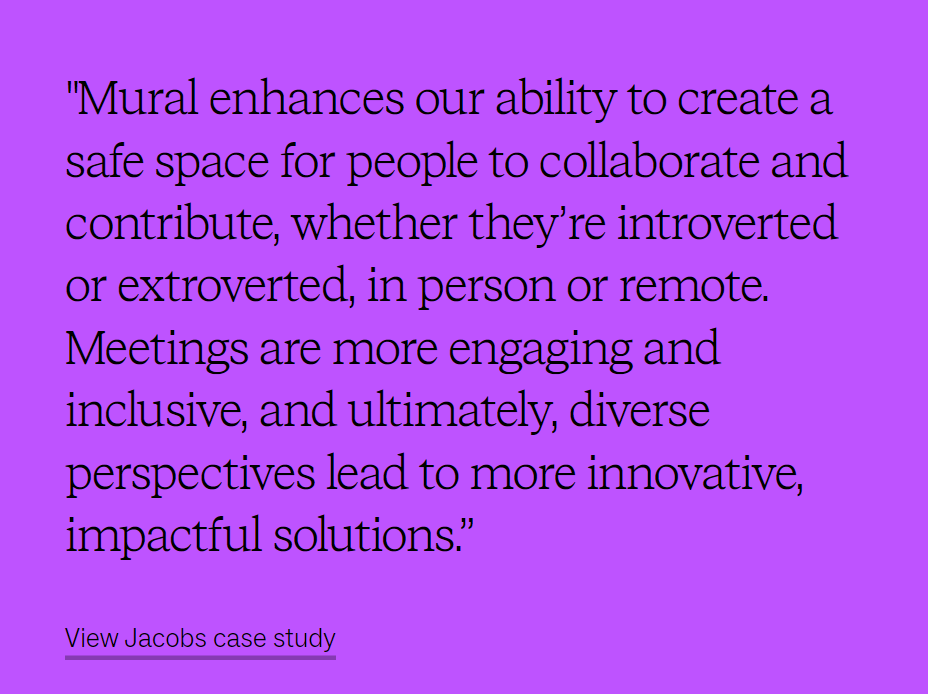 "Mural enhances our ability to create a
safe space for people to collaborate and
contribute, whether they’re introverted
or extroverted, in person or remote.
Meetings are more engaging and
inclusive, and ultimately, diverse
perspectives lead to more innovative,
impactful solutions.”
View Jacobs case study